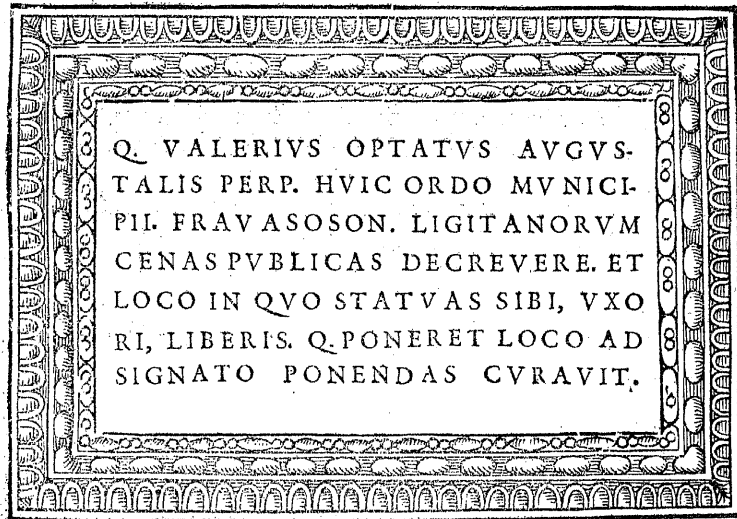 Q. VALERIVS OPTATVS AVGVS-
TALIS PERP. HVIC ORDO MVNICI-
PII. FRAVASOSON. LIGITANORVM
CENAS PVBLICAS DECREVERE. ET
LOCO IN QVO STATVAS SIBI, VXO
RI, LIBERIS. Q. PONERET LOCO AD
SIGNATO PONENDAS CVRAVIT.